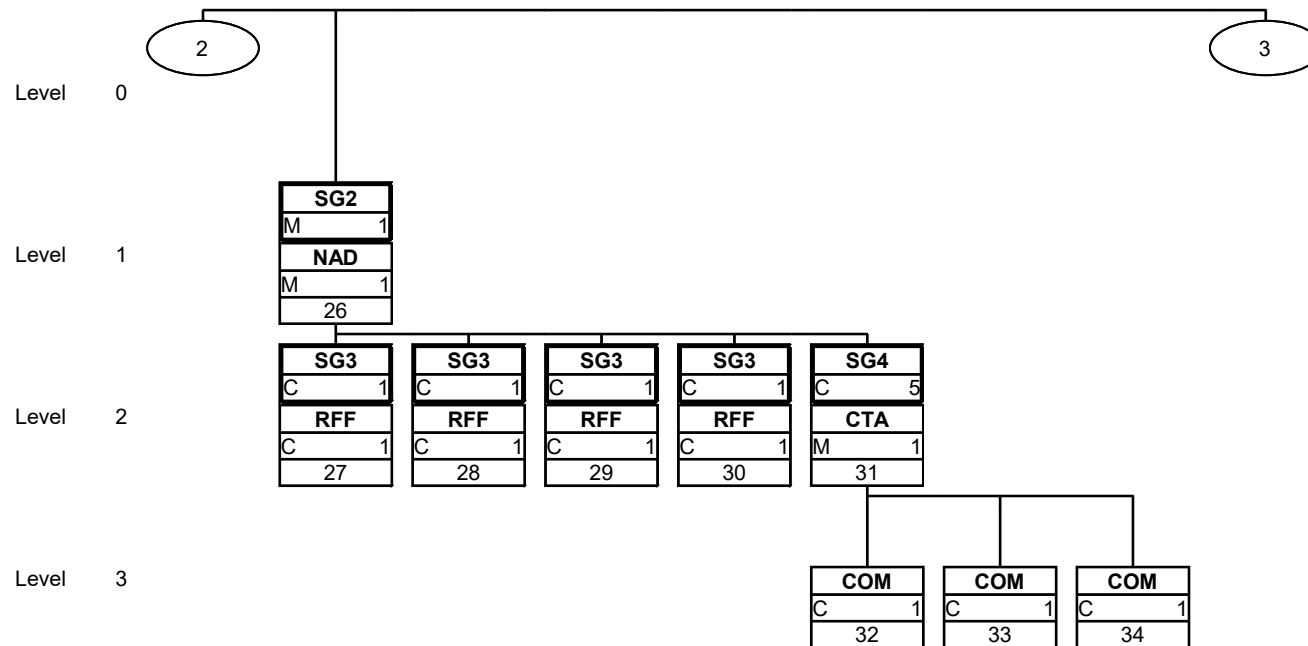 2 3
Level 0
SG2
M 1
Level 1 NAD
M 1
26
SG3 SG3 SG3 SG3 SG4
C 1 C 1 C 1 C 1 C 5
Level 2 RFF RFF RFF RFF CTA
C 1 C 1 C 1 C 1 M 1
27 28 29 30 31
Level 3 COM COM COM
C 1 C 1 C 1
32 33 34